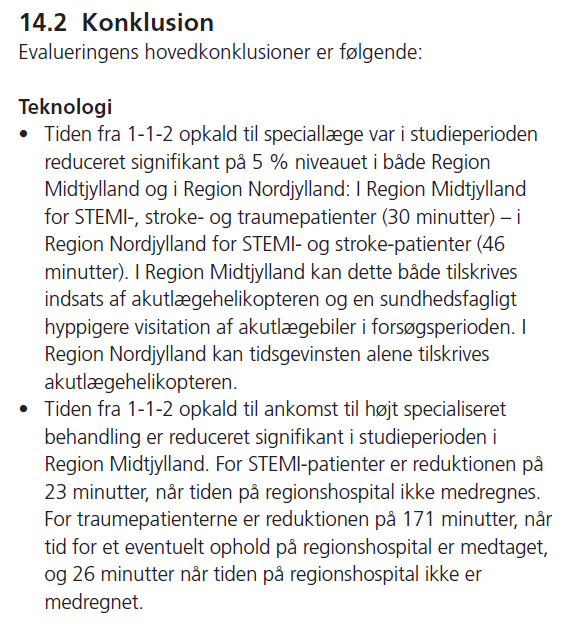 14.2 Konklusion
Evalueringens hovedkonklusioner er følgende:
Teknologi
• Tiden fra 1-1-2 opkald til speciallæge var i studieperioden
reduceret signifikant på 5 % niveauet i både Region
Midtjylland og i Region Nordjylland: I Region Midtjylland
for STEMI-, stroke- og traumepatienter (30 minutter) – i
Region Nordjylland for STEMI- og stroke-patienter (46
minutter). I Region Midtjylland kan dette både tilskrives
indsats af akutlægehelikopteren og en sundhedsfagligt
hyppigere visitation af akutlægebiler i forsøgsperioden. I
Region Nordjylland kan tidsgevinsten alene tilskrives
akutlægehelikopteren.
• Tiden fra 1-1-2 opkald til ankomst til højt specialiseret
behandling er reduceret signifikant i studieperioden i
Region Midtjylland. For STEMI-patienter er reduktionen på
23 minutter, når tiden på regionshospital ikke medregnes.
For traumepatienterne er reduktionen på 171 minutter, når
tid for et eventuelt ophold på regionshospital er medtaget,
og 26 minutter når tiden på regionshospital ikke er
medregnet.